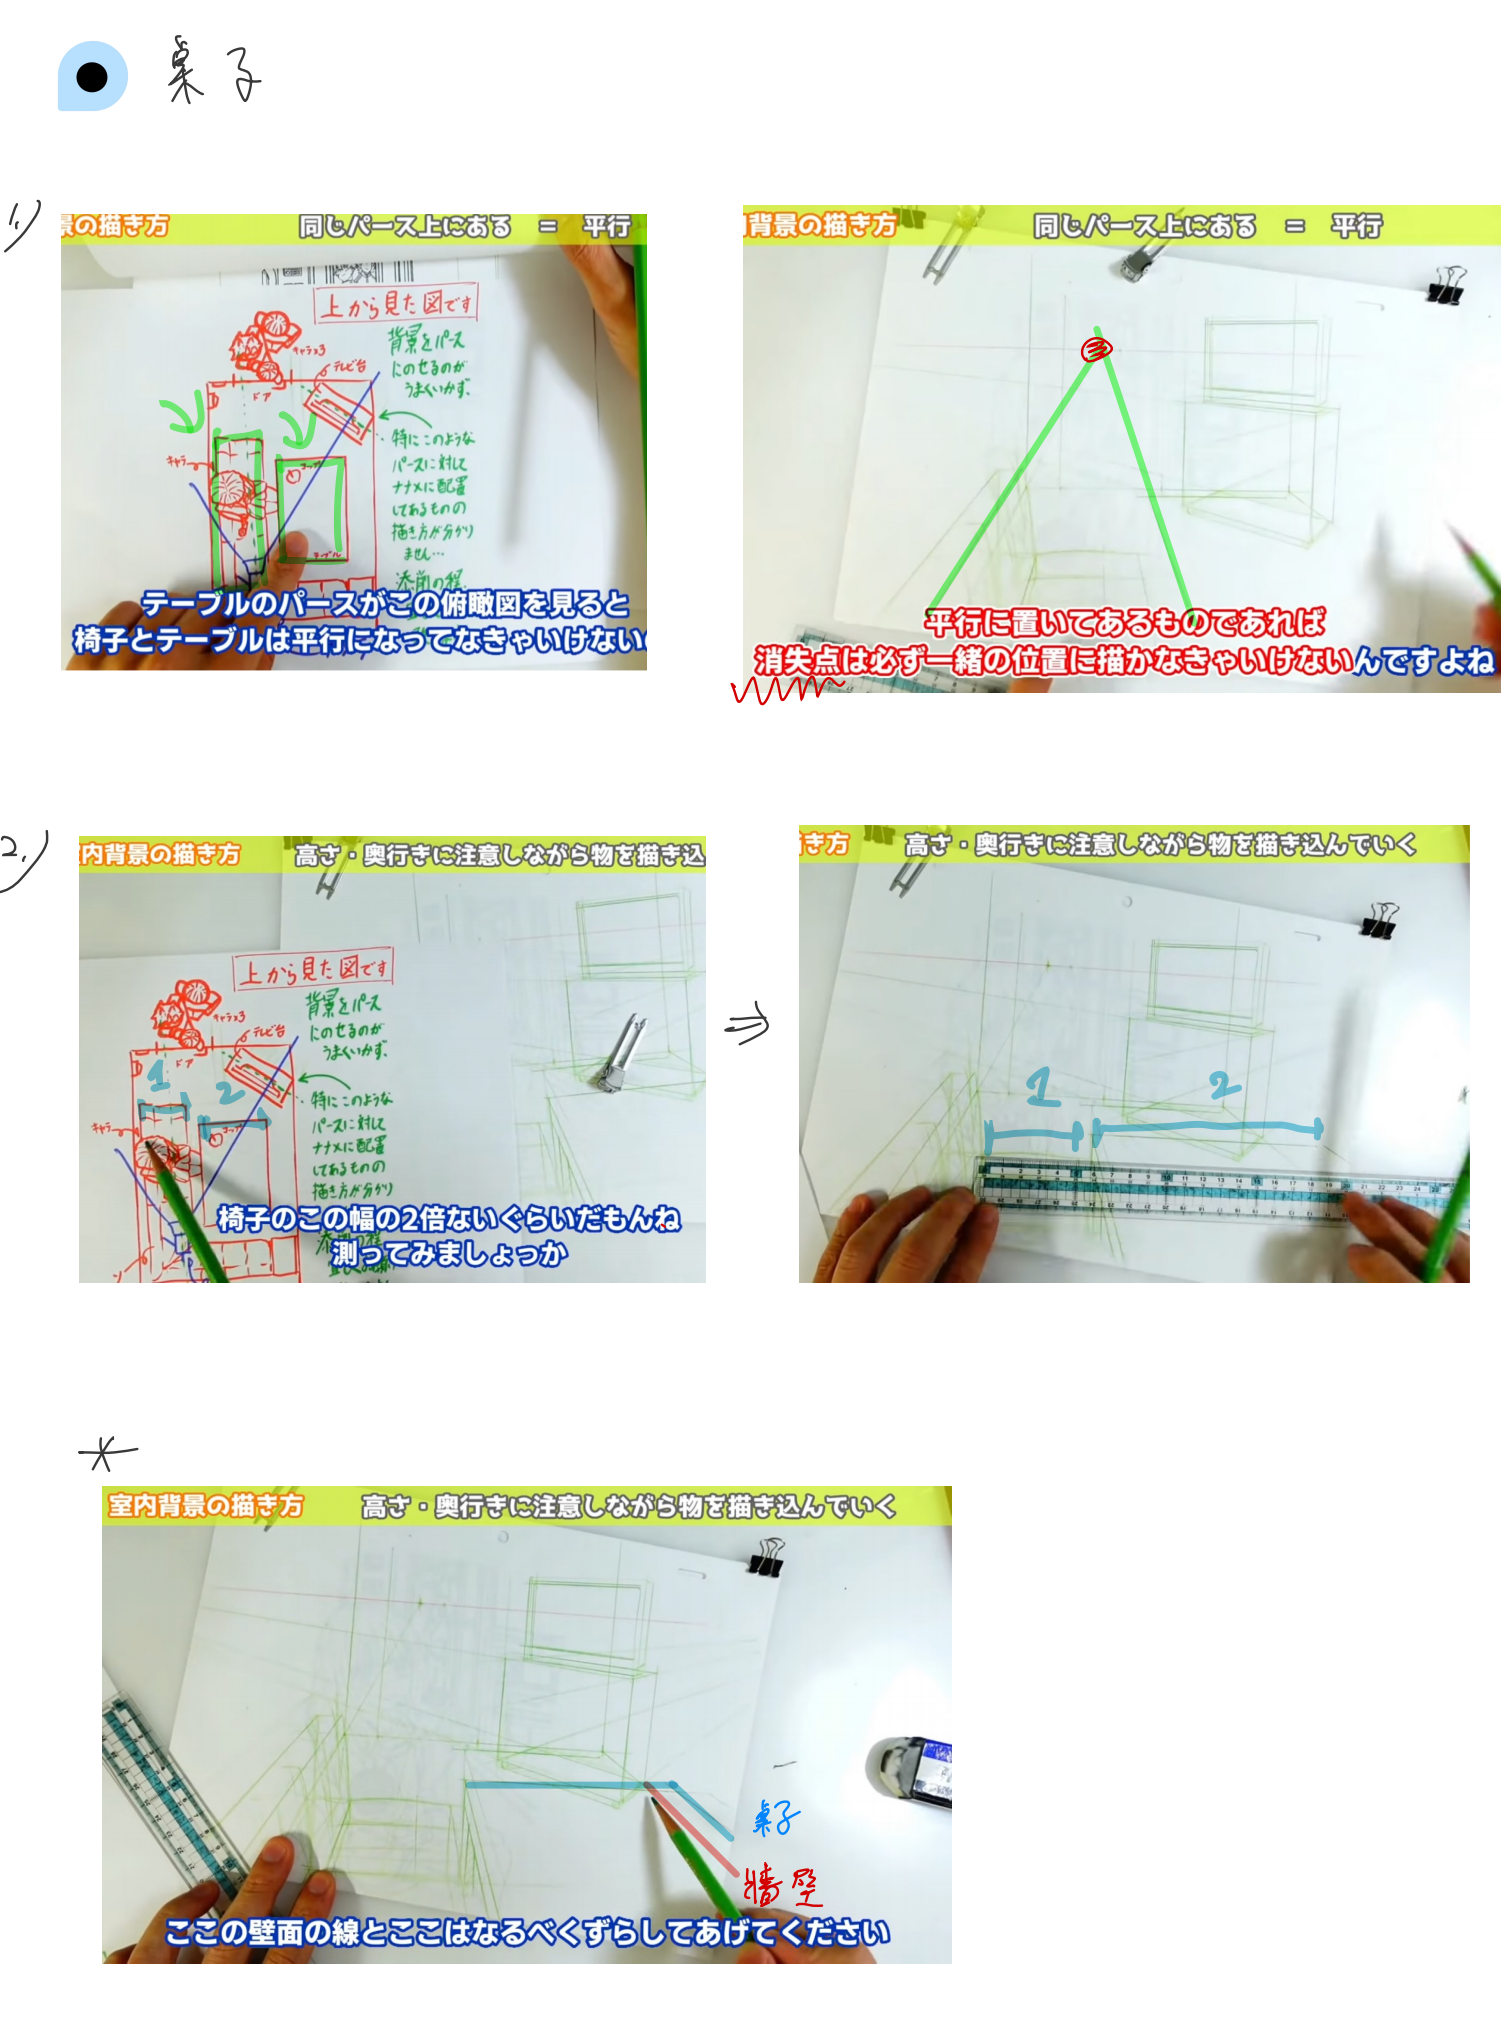 桌子
1.)
景の描き方 同じパース上にある = 平行
上から見た図です
背景をパース
にのせるのが
うまくいかず、
キャラ×3
テレビ台
ドア
特にこのような
パースに対して
ナナメに配置
してあるものの
描き方が分かり
ません…
添削の程
キャラ
コップ
テーブル
テーブルのパースがこの俯瞰図を見ると
椅子とテーブルは平行になってなきゃいけない
背景の描き方 同じパース上にある = 平行
平行に置いてあるものであれば
消失点は必ず一緒の位置に描かなきゃいけないんですよね
2.)
室内背景の描き方 高さ・奥行きに注意しながら物を描き込
上から見た図です
背景をパース
にのせるのが
うまくいかず、
キャラ×3
テレビ台
ドア
1 2
特にこのような
パースに対して
ナナメに配置
してあるものの
描き方が分かり
キャラ
コップ
添削の程
椅子のこの幅の2倍ないぐらいだもんね
測ってみましょっか
⇒
描き方 高さ・奥行きに注意しながら物を描き込んでいく
1 2
*
室内背景の描き方 高さ・奥行きに注意しながら物を描き込んでいく
桌子
牆壁
ここの壁面の線とここはなるべくずらしてあげてください